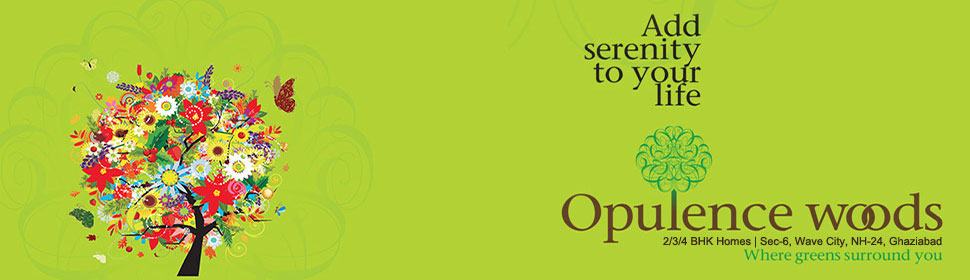 Add
serenity
to your
life
Opulence woods
2/3/4 BHK Homes | Sec-6, Wave City, NH-24, Ghaziabad
Where greens surround you